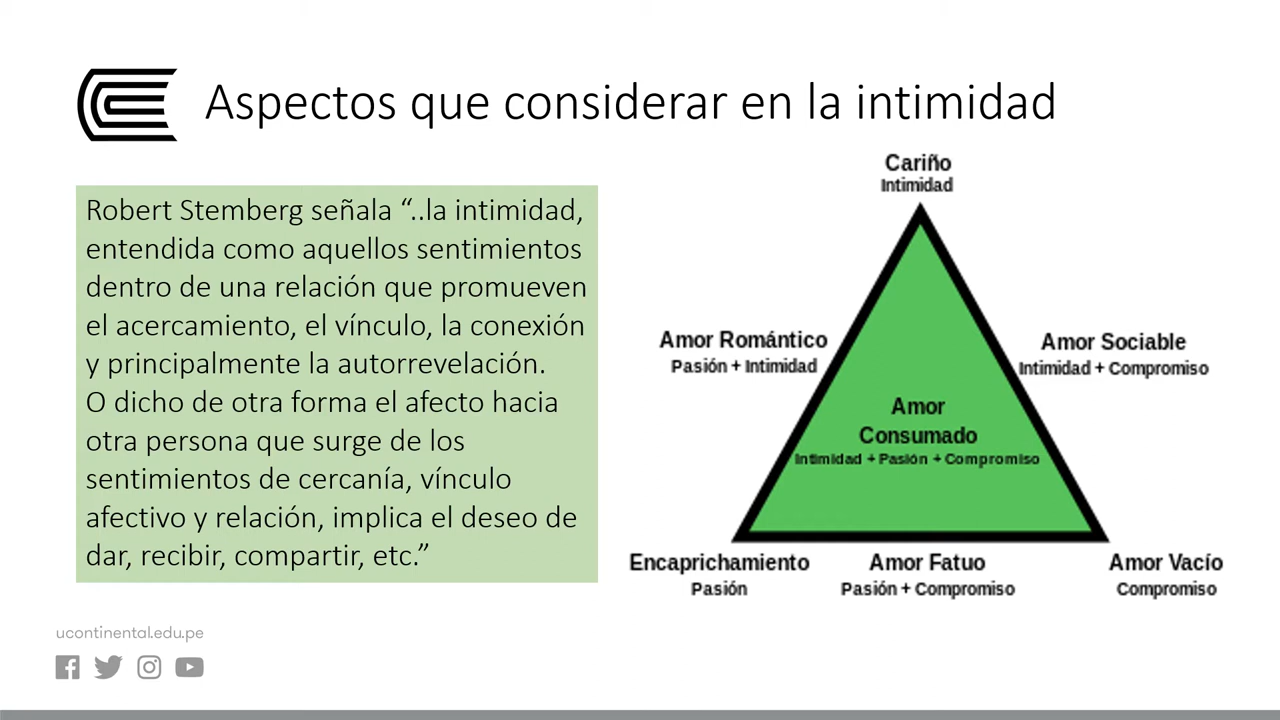 Aspectos que considerar en la intimidad
Robert Stemberg señala “..la intimidad,
entendida como aquellos sentimientos
dentro de una relación que promueven
el acercamiento, el vínculo, la conexión
y principalmente la autorrevelación.
O dicho de otra forma el afecto hacia
otra persona que surge de los
sentimientos de cercanía, vínculo
afectivo y relación, implica el deseo de
dar, recibir, compartir, etc.”
Cariño
Intimidad
Amor Romántico
Pasión + Intimidad
Amor Sociable
Intimidad + Compromiso
Amor
Consumado
Intimidad + Pasión + Compromiso
Encaprichamiento
Pasión
Amor Fatuo
Pasión + Compromiso
Amor Vacío
Compromiso
ucontinental.edu.pe